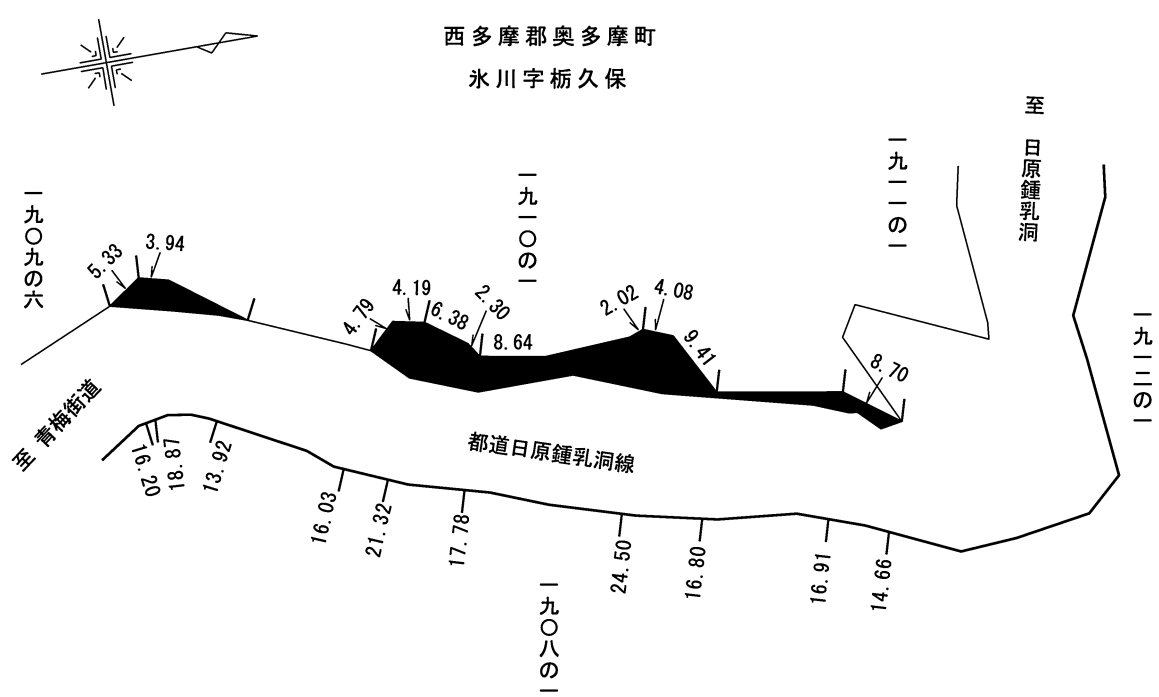 西多摩郡奥多摩町
氷川字栃久保
至 日原鍾乳洞
一九〇九の六
一九一〇の一
一九一一の一
一九一二の一
5.33
3.94
4.79
4.19
6.38
2.30
8.64
2.02
4.08
9.41
8.70
至 青梅街道
都道日原鍾乳洞線
16.20
18.87
13.92
16.03
21.32
17.78
24.50
16.80
16.91
14.66
一九〇八の一